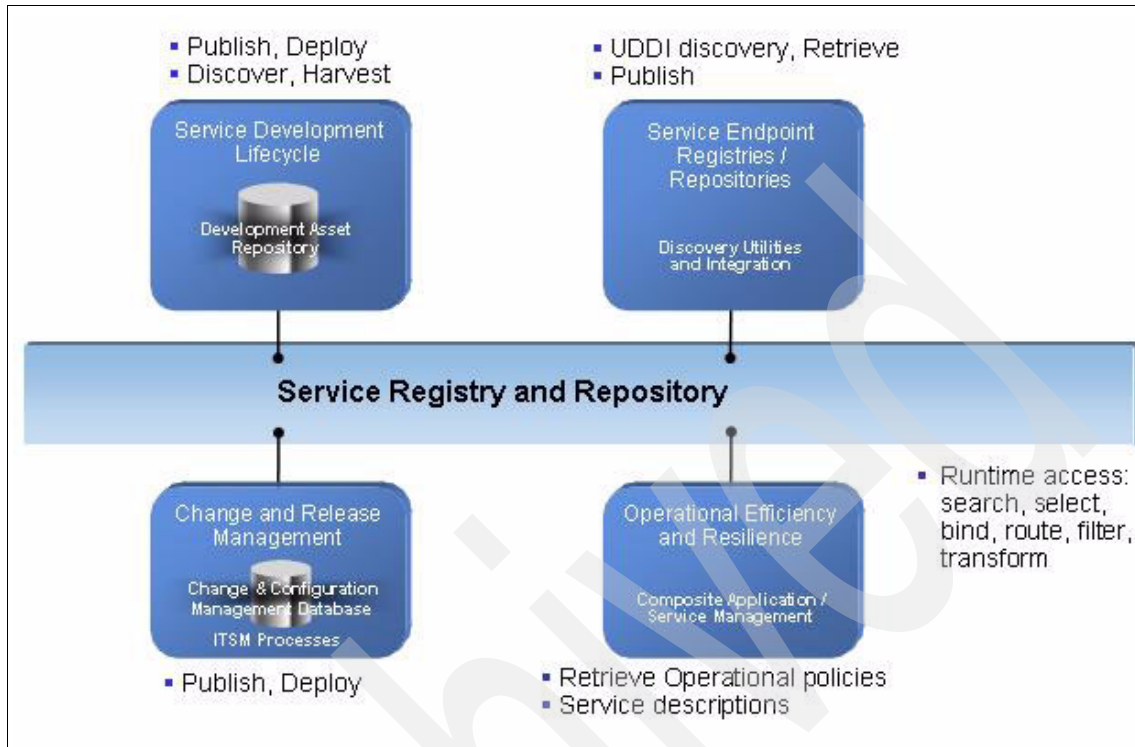 ▪ Publish, Deploy
▪ Discover, Harvest
▪ UDDI discovery, Retrieve
▪ Publish
Service Development
Lifecycle
Development Asset
Repository
Service Endpoint
Registries /
Repositories
Discovery Utilities
and Integration
Service Registry and Repository
Change and Release
Management
Change & Configuration
Management Database
ITSM Processes
▪ Publish, Deploy
Operational Efficiency
and Resilience
Composite Application /
Service Management
▪ Retrieve Operational policies
▪ Service descriptions
▪ Runtime access:
search, select,
bind, route, filter,
transform
hived